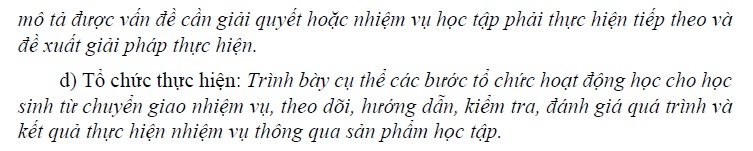 mô tả được vấn đề cần giải quyết hoặc nhiệm vụ học tập phải thực hiện tiếp theo và
đề xuất giải pháp thực hiện.
d) Tổ chức thực hiện: Trình bày cụ thể các bước tổ chức hoạt động học cho học
sinh từ chuyển giao nhiệm vụ, theo dõi, hướng dẫn, kiểm tra, đánh giá quá trình và
kết quả thực hiện nhiệm vụ thông qua sản phẩm học tập.